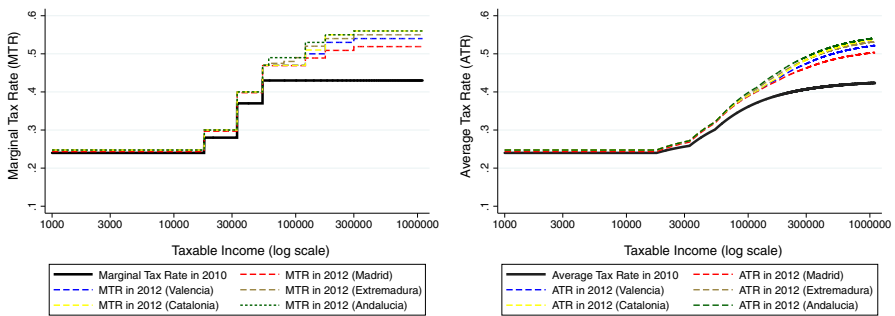 Marginal Tax Rate (MTR)
.6
.5
.4
.3
.2
.1
1000 3000 10000 30000 100000 300000 1000000
Taxable Income (log scale)
Marginal Tax Rate in 2010 MTR in 2012 (Madrid)
MTR in 2012 (Valencia) MTR in 2012 (Extremadura)
MTR in 2012 (Catalonia) MTR in 2012 (Andalucia)
Average Tax Rate (ATR)
.6
.5
.4
.3
.2
.1
1000 3000 10000 30000 100000 300000 1000000
Taxable Income (log scale)
Average Tax Rate in 2010 ATR in 2012 (Madrid)
ATR in 2012 (Valencia) ATR in 2012 (Extremadura)
ATR in 2012 (Catalonia) ATR in 2012 (Andalucia)